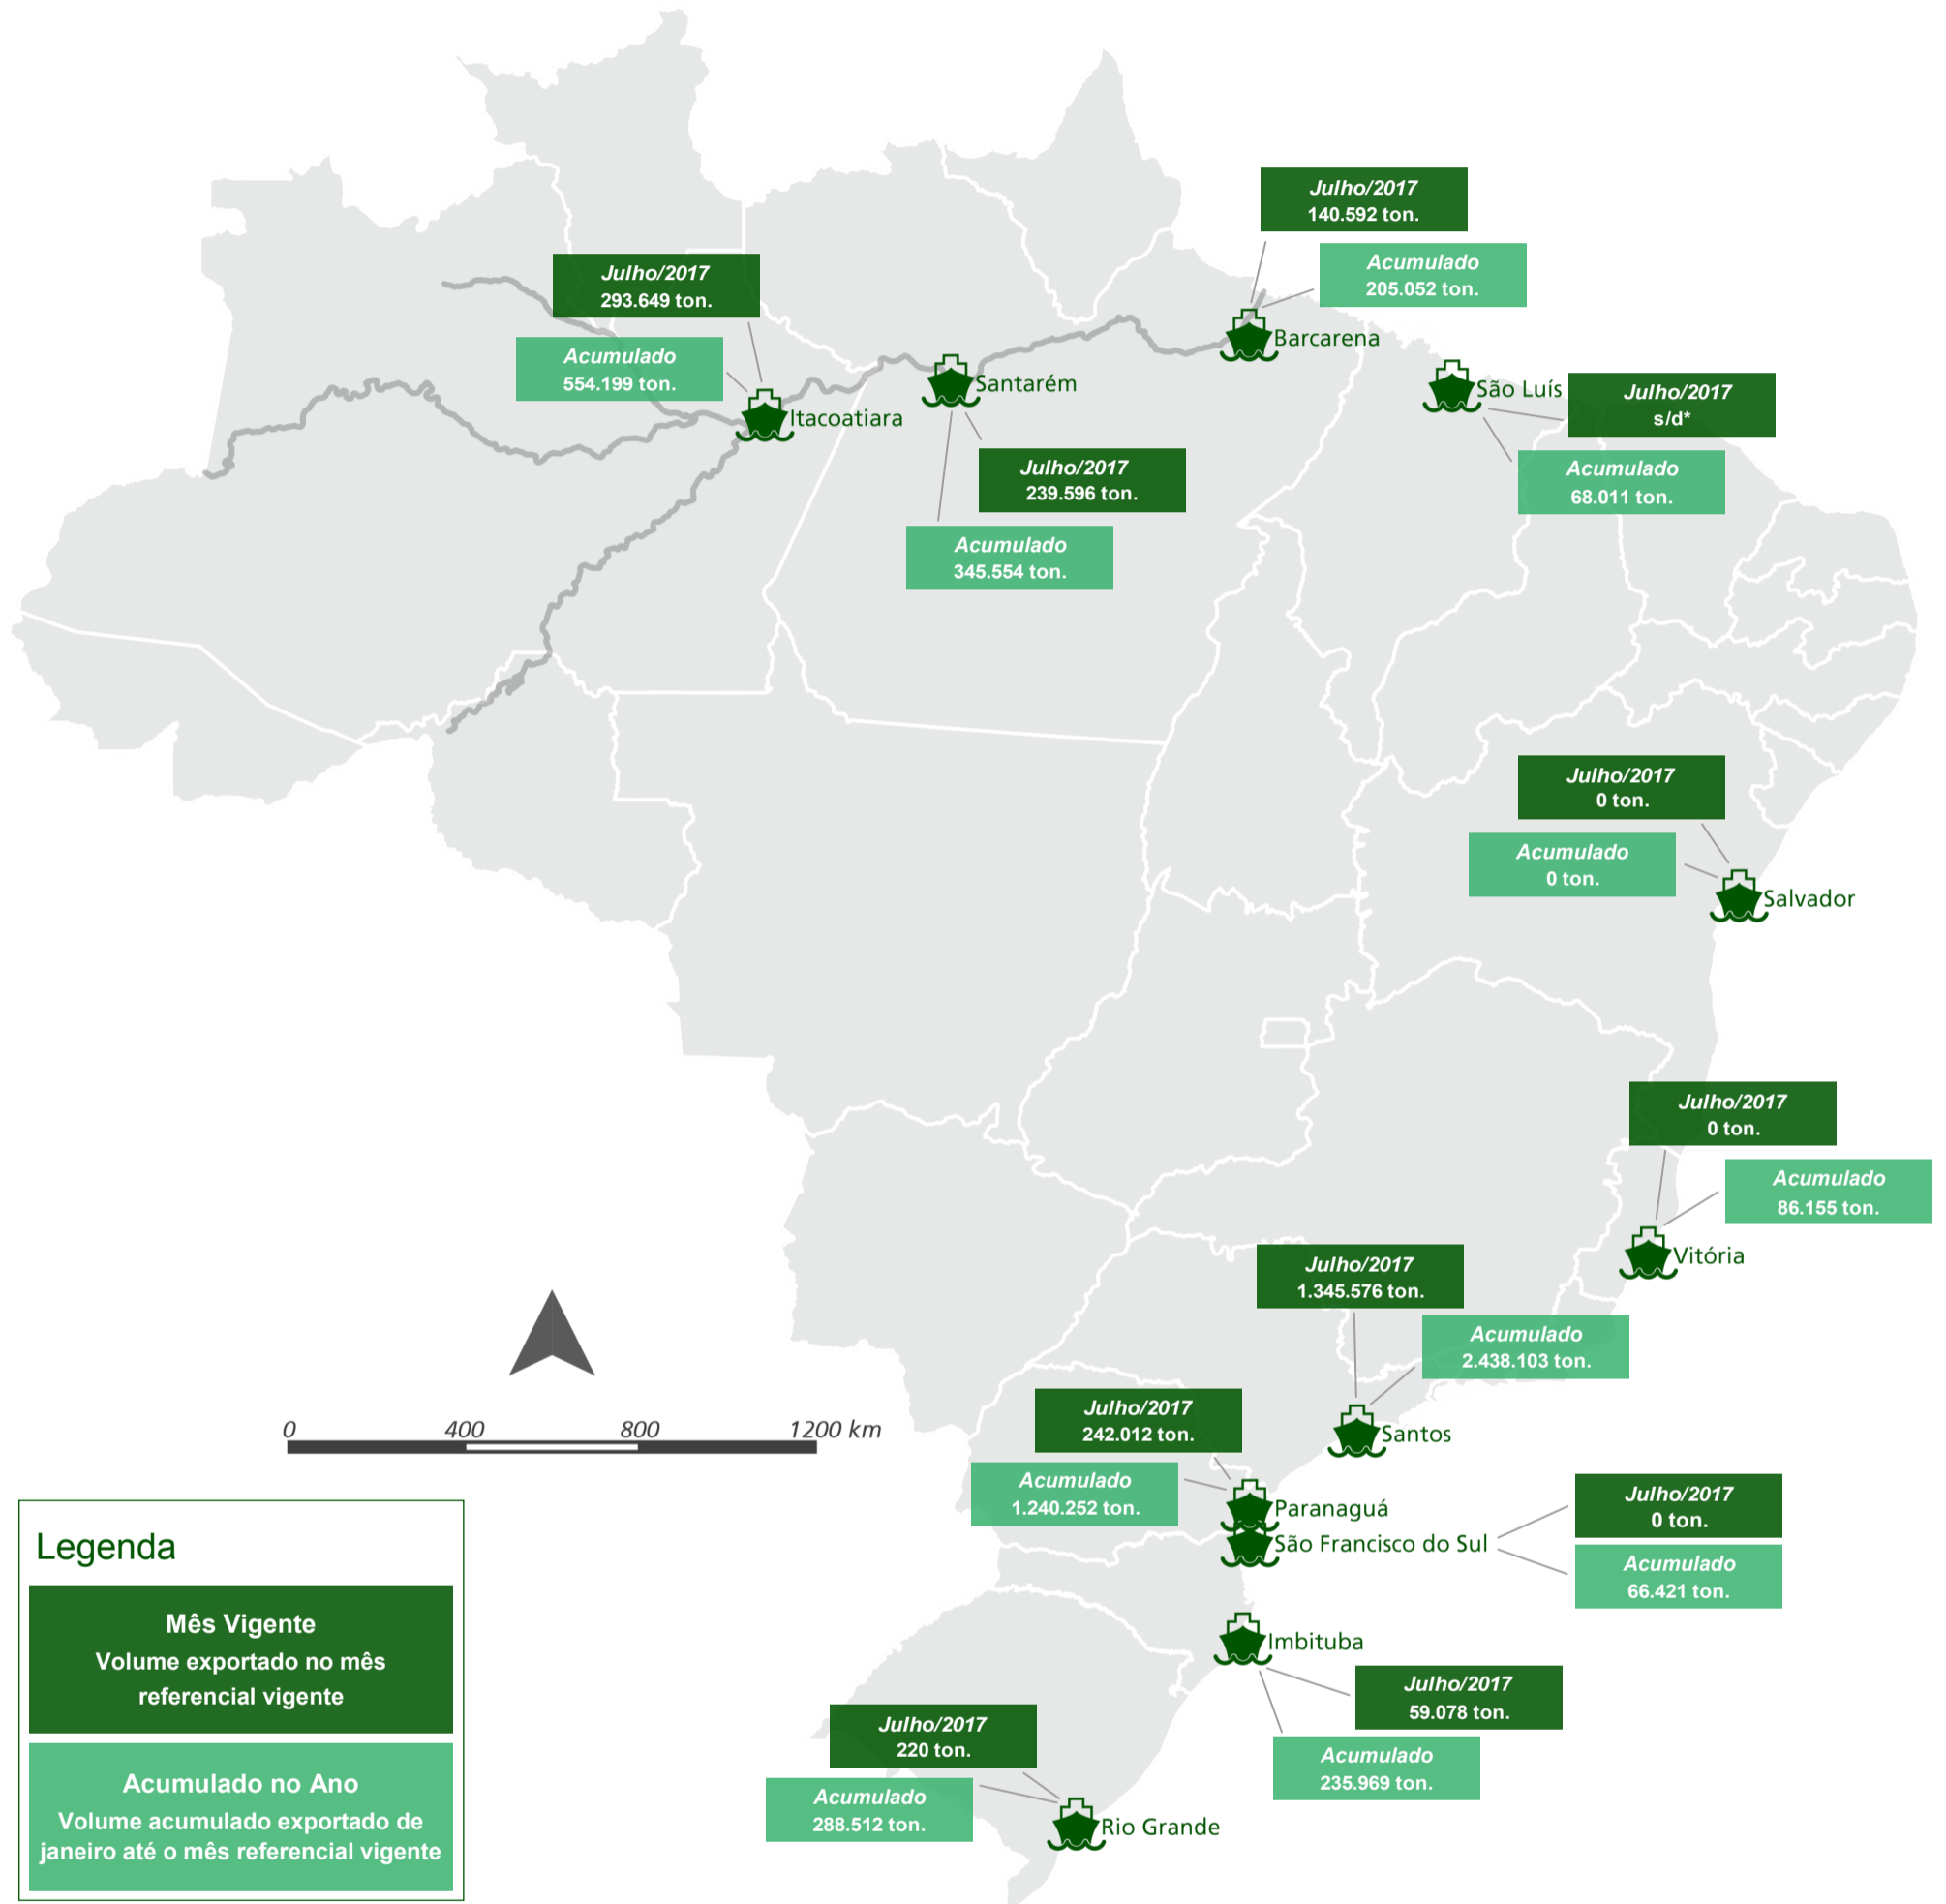 Julho/2017
140.592 ton.
Acumulado
205.052 ton.
Barcarena
Julho/2017
293.649 ton.
Acumulado
554.199 ton.
Itacoatiara
Santarém
Julho/2017
239.596 ton.
Acumulado
345.554 ton.
São Luís
Julho/2017
s/d*
Acumulado
68.011 ton.
Julho/2017
0 ton.
Acumulado
0 ton.
Salvador
Julho/2017
0 ton.
Acumulado
86.155 ton.
Vitória
Julho/2017
1.345.576 ton.
Acumulado
2.438.103 ton.
Santos
Julho/2017
242.012 ton.
Acumulado
1.240.252 ton.
Paranaguá
São Francisco do Sul
Julho/2017
0 ton.
Acumulado
66.421 ton.
Imbituba
Julho/2017
59.078 ton.
Acumulado
235.969 ton.
Julho/2017
220 ton.
Acumulado
288.512 ton.
Rio Grande
0 400 800 1200 km
Legenda
Mês Vigente
Volume exportado no mês
referencial vigente
Acumulado no Ano
Volume acumulado exportado de
janeiro até o mês referencial vigente